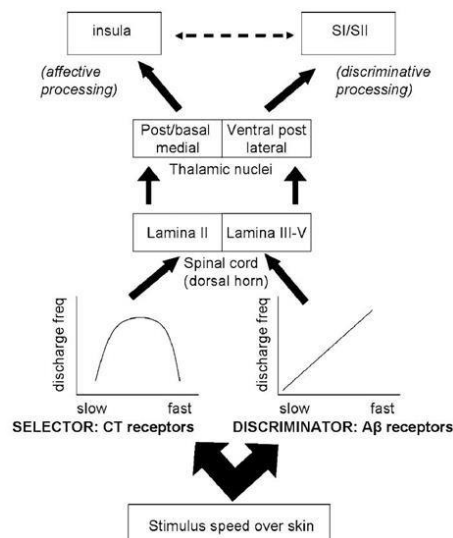 insula
SI/SII
(affective
processing)
(discriminative
processing)
Post/basal
medial
Ventral post
lateral
Thalamic nuclei
Lamina II
Lamina III-V
Spinal cord
(dorsal horn)
discharge freq
slow
fast
SELECTOR: CT receptors
discharge freq
slow
fast
DISCRIMINATOR: Aβ receptors
Stimulus speed over skin